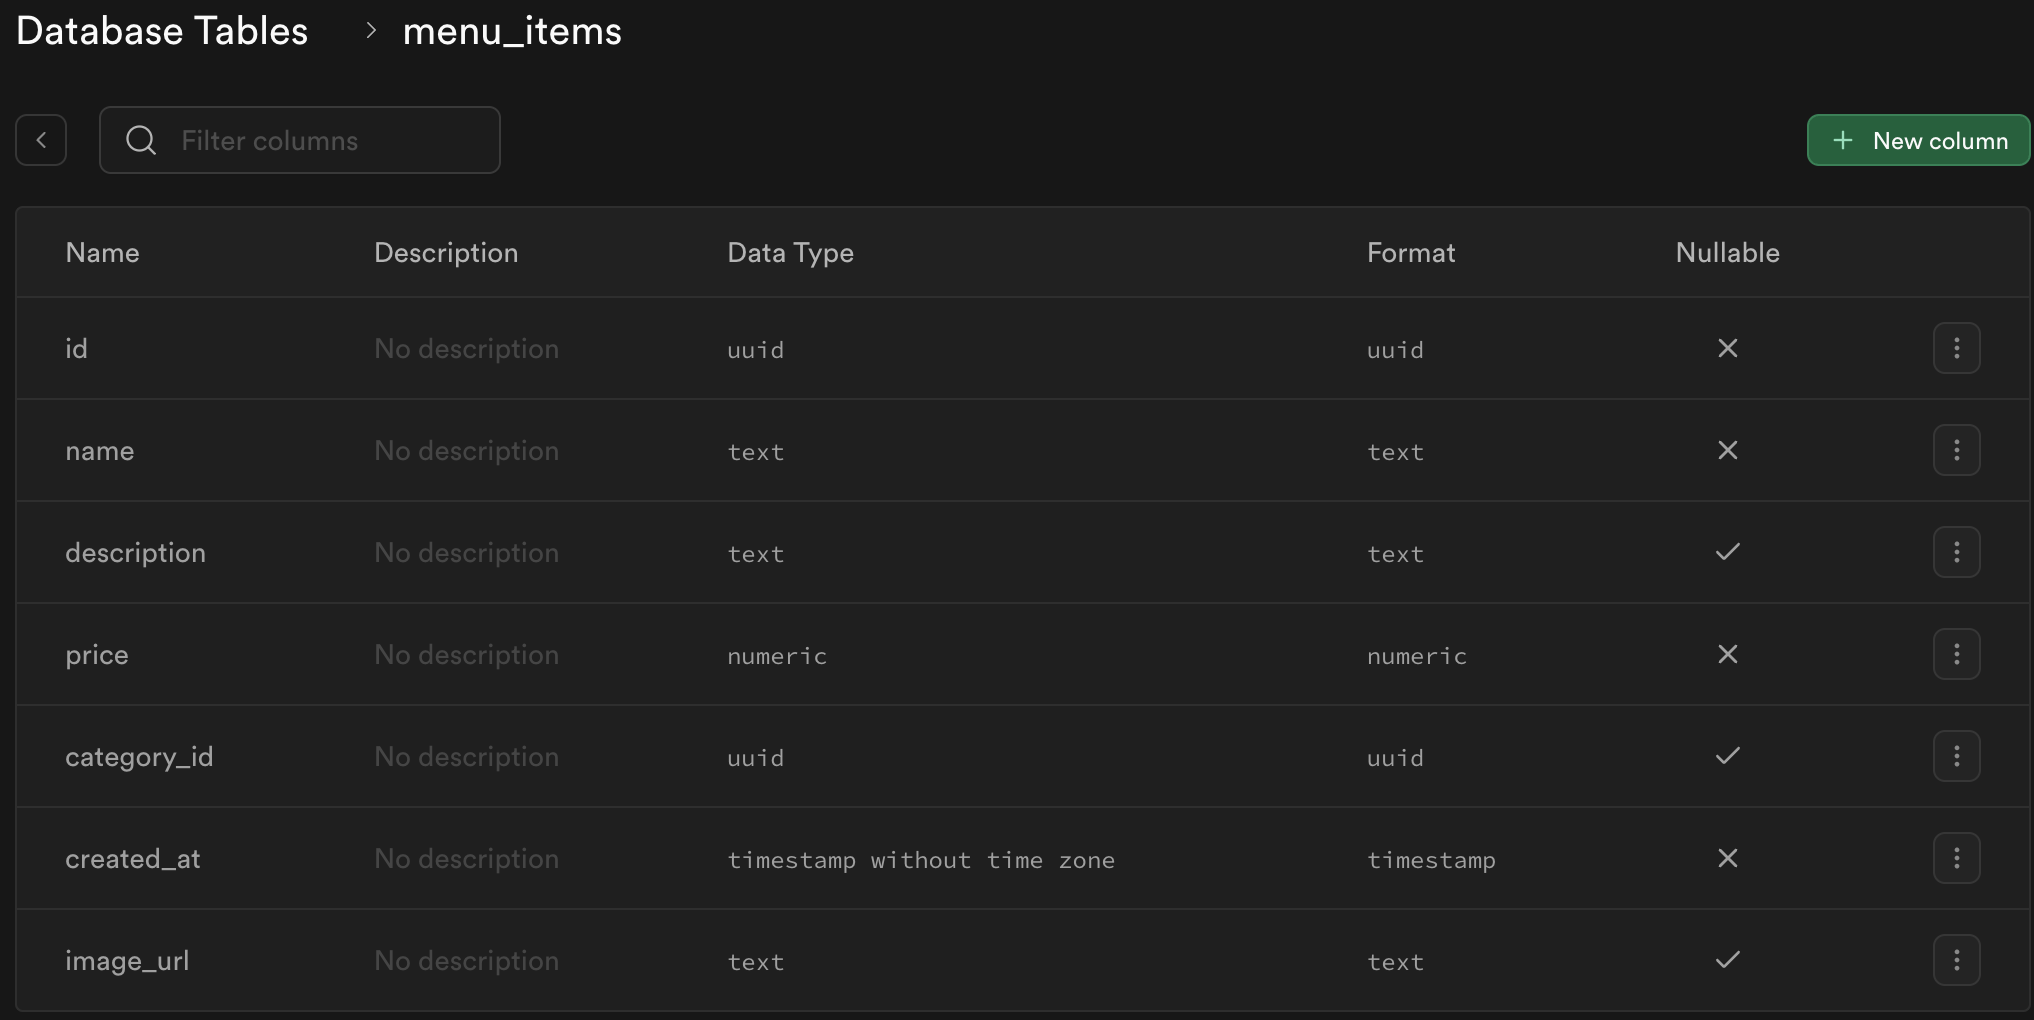 Database Tables > menu_items
Filter columns
+ New column
Name Description Data Type Format Nullable
id No description uuid uuid
name No description text text
description No description text text
price No description numeric numeric
category_id No description uuid uuid
created_at No description timestamp without time zone timestamp
image_url No description text text